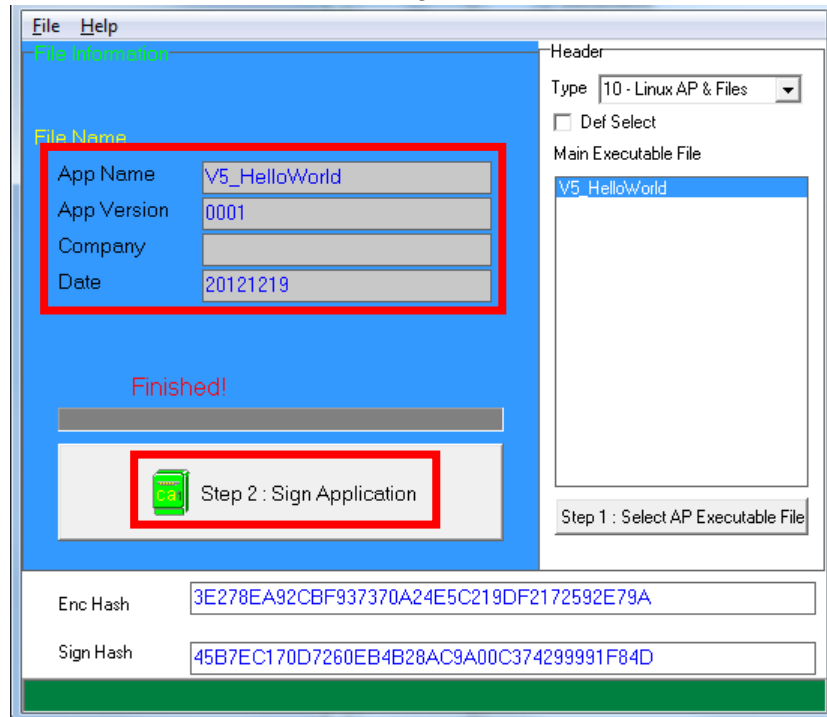 File Help
File Information
File Name
App Name V5_HelloWorld
App Version 0001
Company
Date 20121219
Finished!
ca1 Step 2 : Sign Application
Header
Type 10 - Linux AP & Files
Def Select
Main Executable File
V5_HelloWorld
Step 1 : Select AP Executable File
Enc Hash 3E278EA92CBF937370A24E5C219DF2172592E79A
Sign Hash 45B7EC170D7260EB4B28AC9A00C374299991F84D